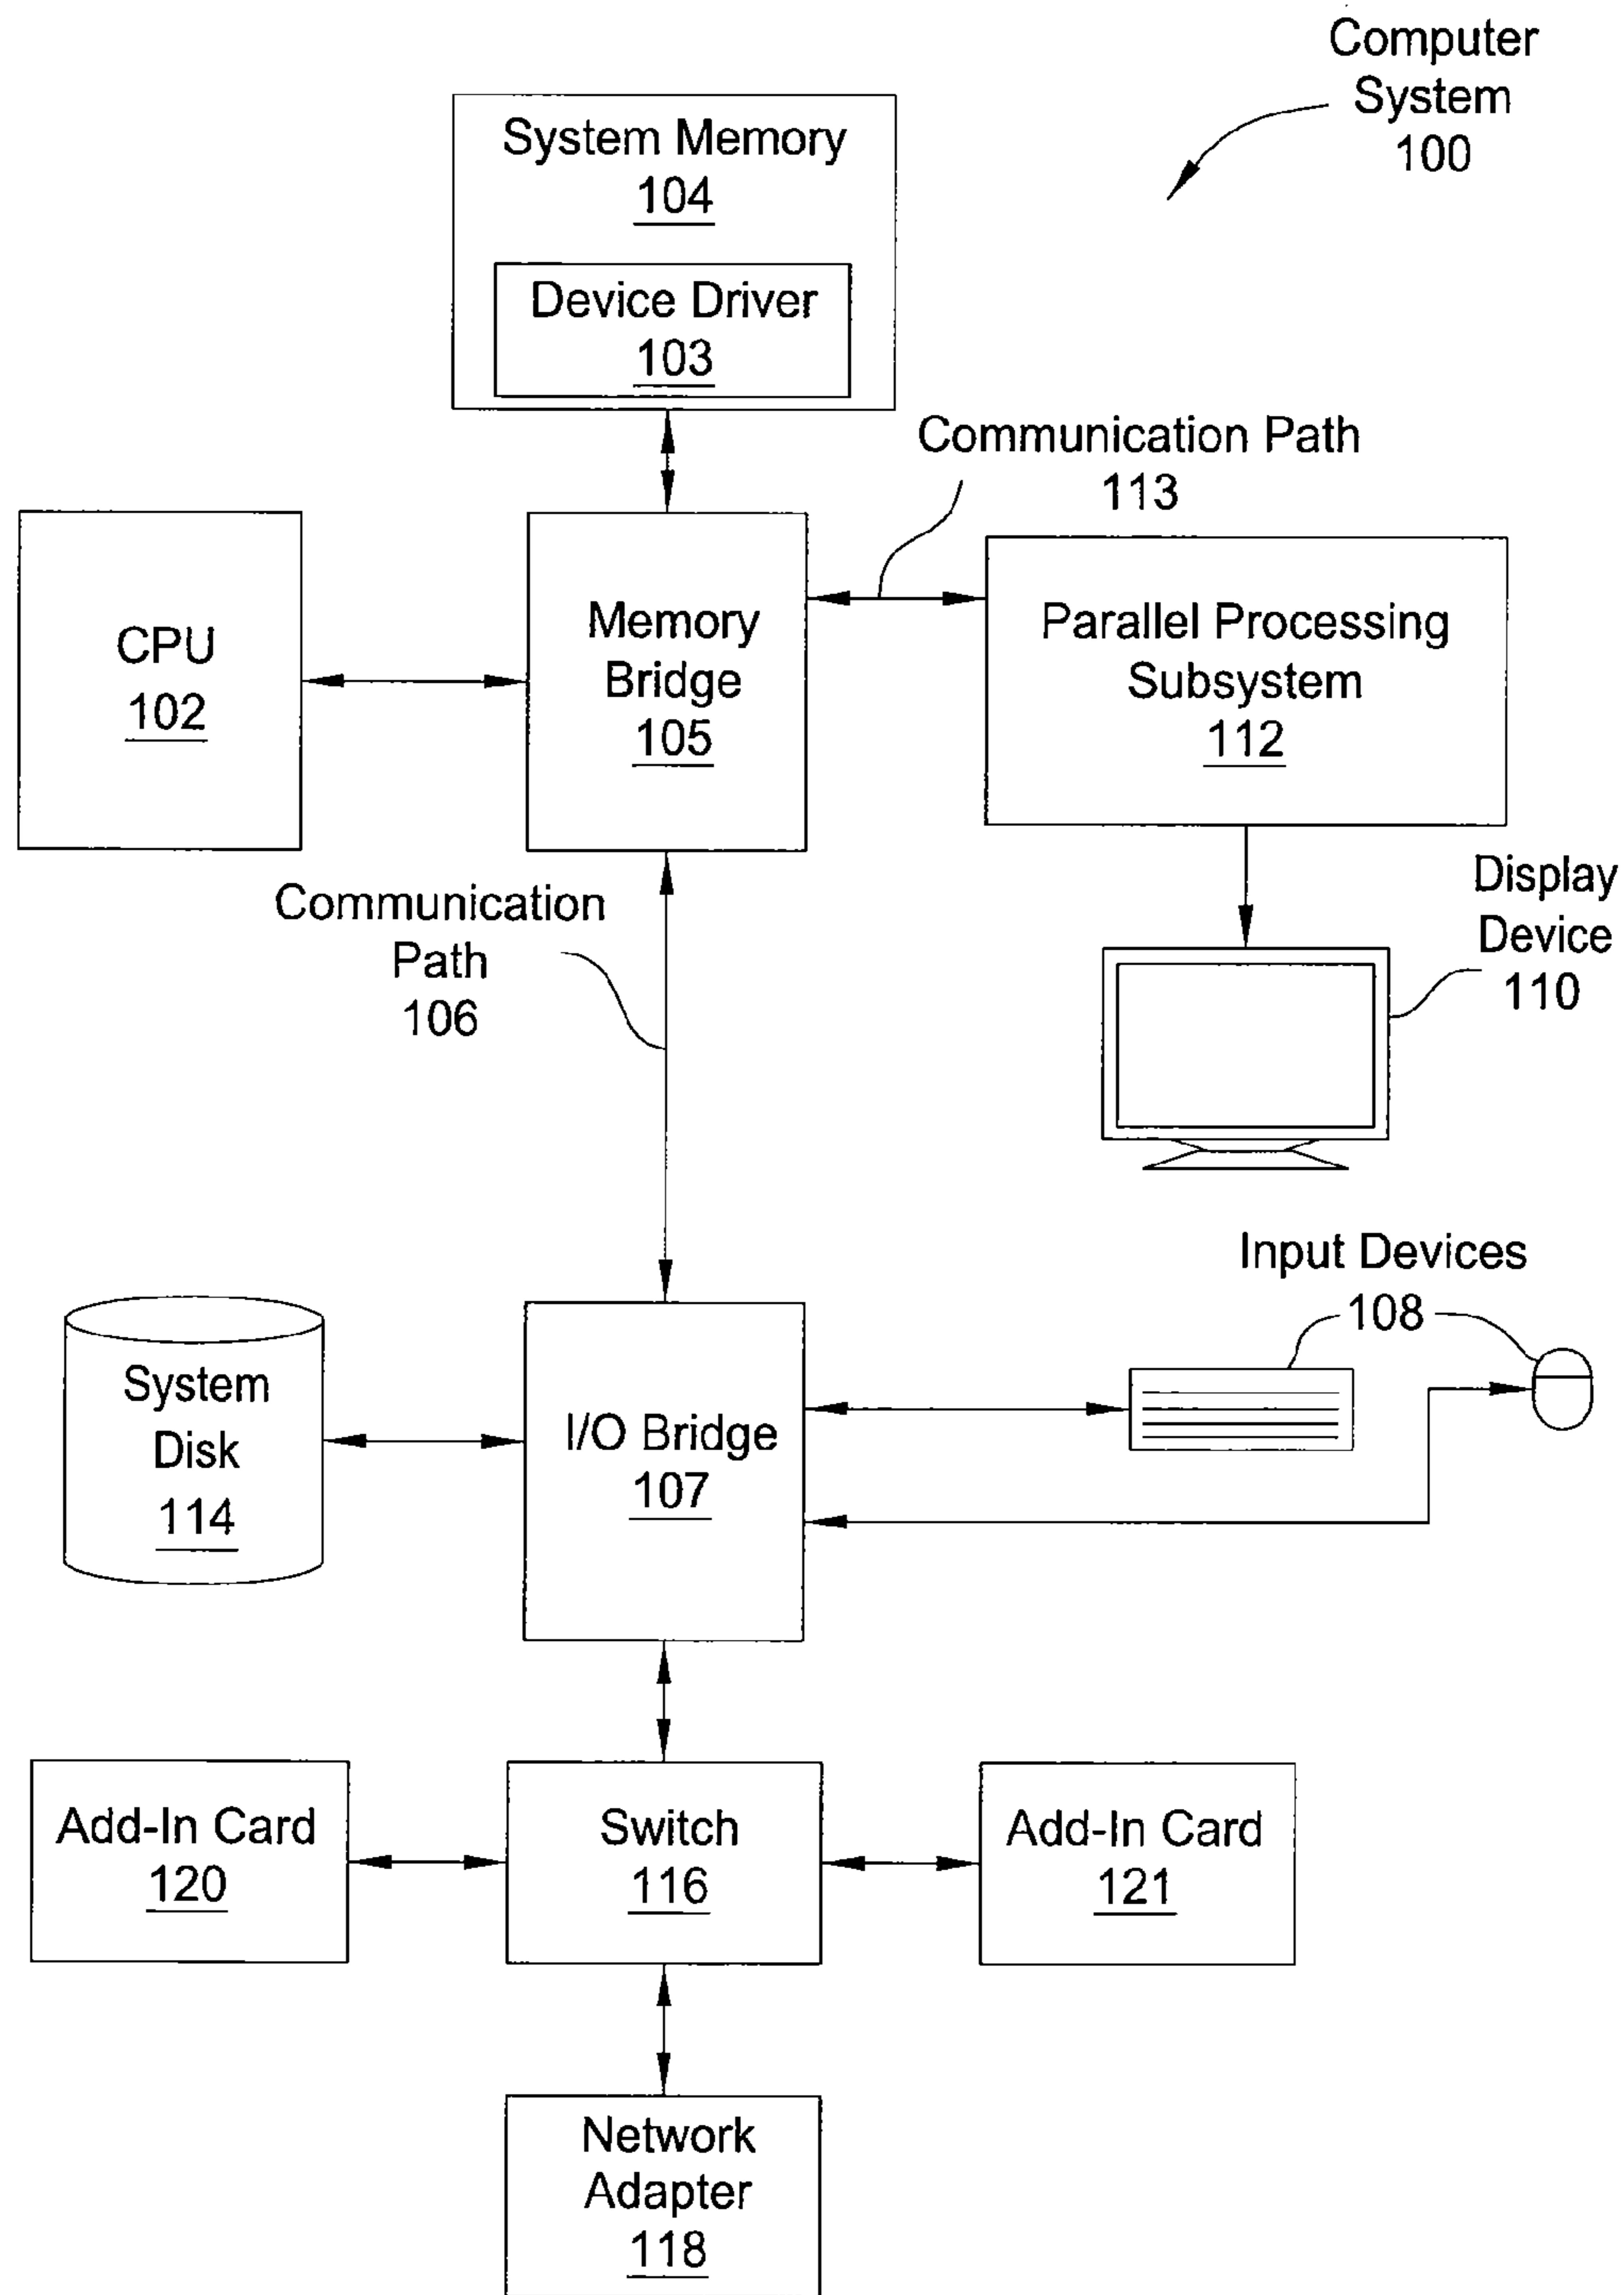 Computer
System
100
System Memory
104
Device Driver
103
Communication Path
113
CPU
102
Memory
Bridge
105
Parallel Processing
Subsystem
112
Communication
Path
106
Display
Device
110
Input Devices
108
System
Disk
114
I/O Bridge
107
Add-In Card
120
Switch
116
Add-In Card
121
Network
Adapter
118